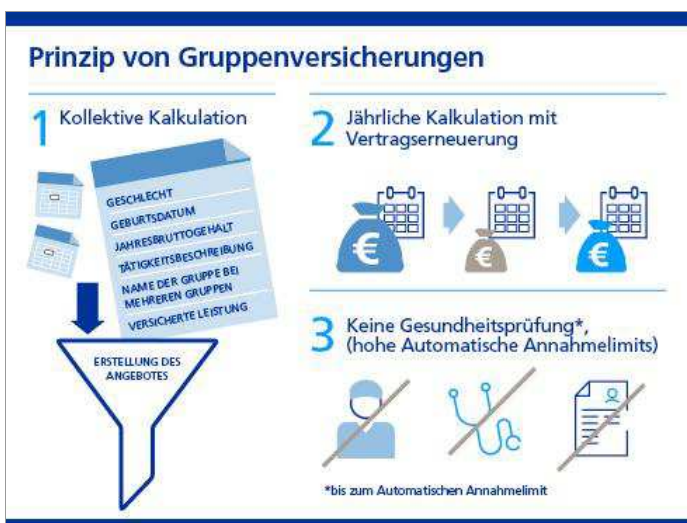 Prinzip von Gruppenversicherungen
1 Kollektive Kalkulation
GESCHLECHT
GEBURTSDATUM
JAHRESBRUTTOGEHALT
TÄTIGKEITSBESCHREIBUNG
NAME DER GRUPPE BEI
MEHREREN GRUPPEN
VERSICHERTE LEISTUNG
ERSTELLUNG DES
ANGEBOTES
2 Jährliche Kalkulation mit
Vertragserneuerung
€ € €
3 Keine Gesundheitsprüfung*,
(hohe Automatische Annahmelimits)
*bis zum Automatischen Annahmelimit